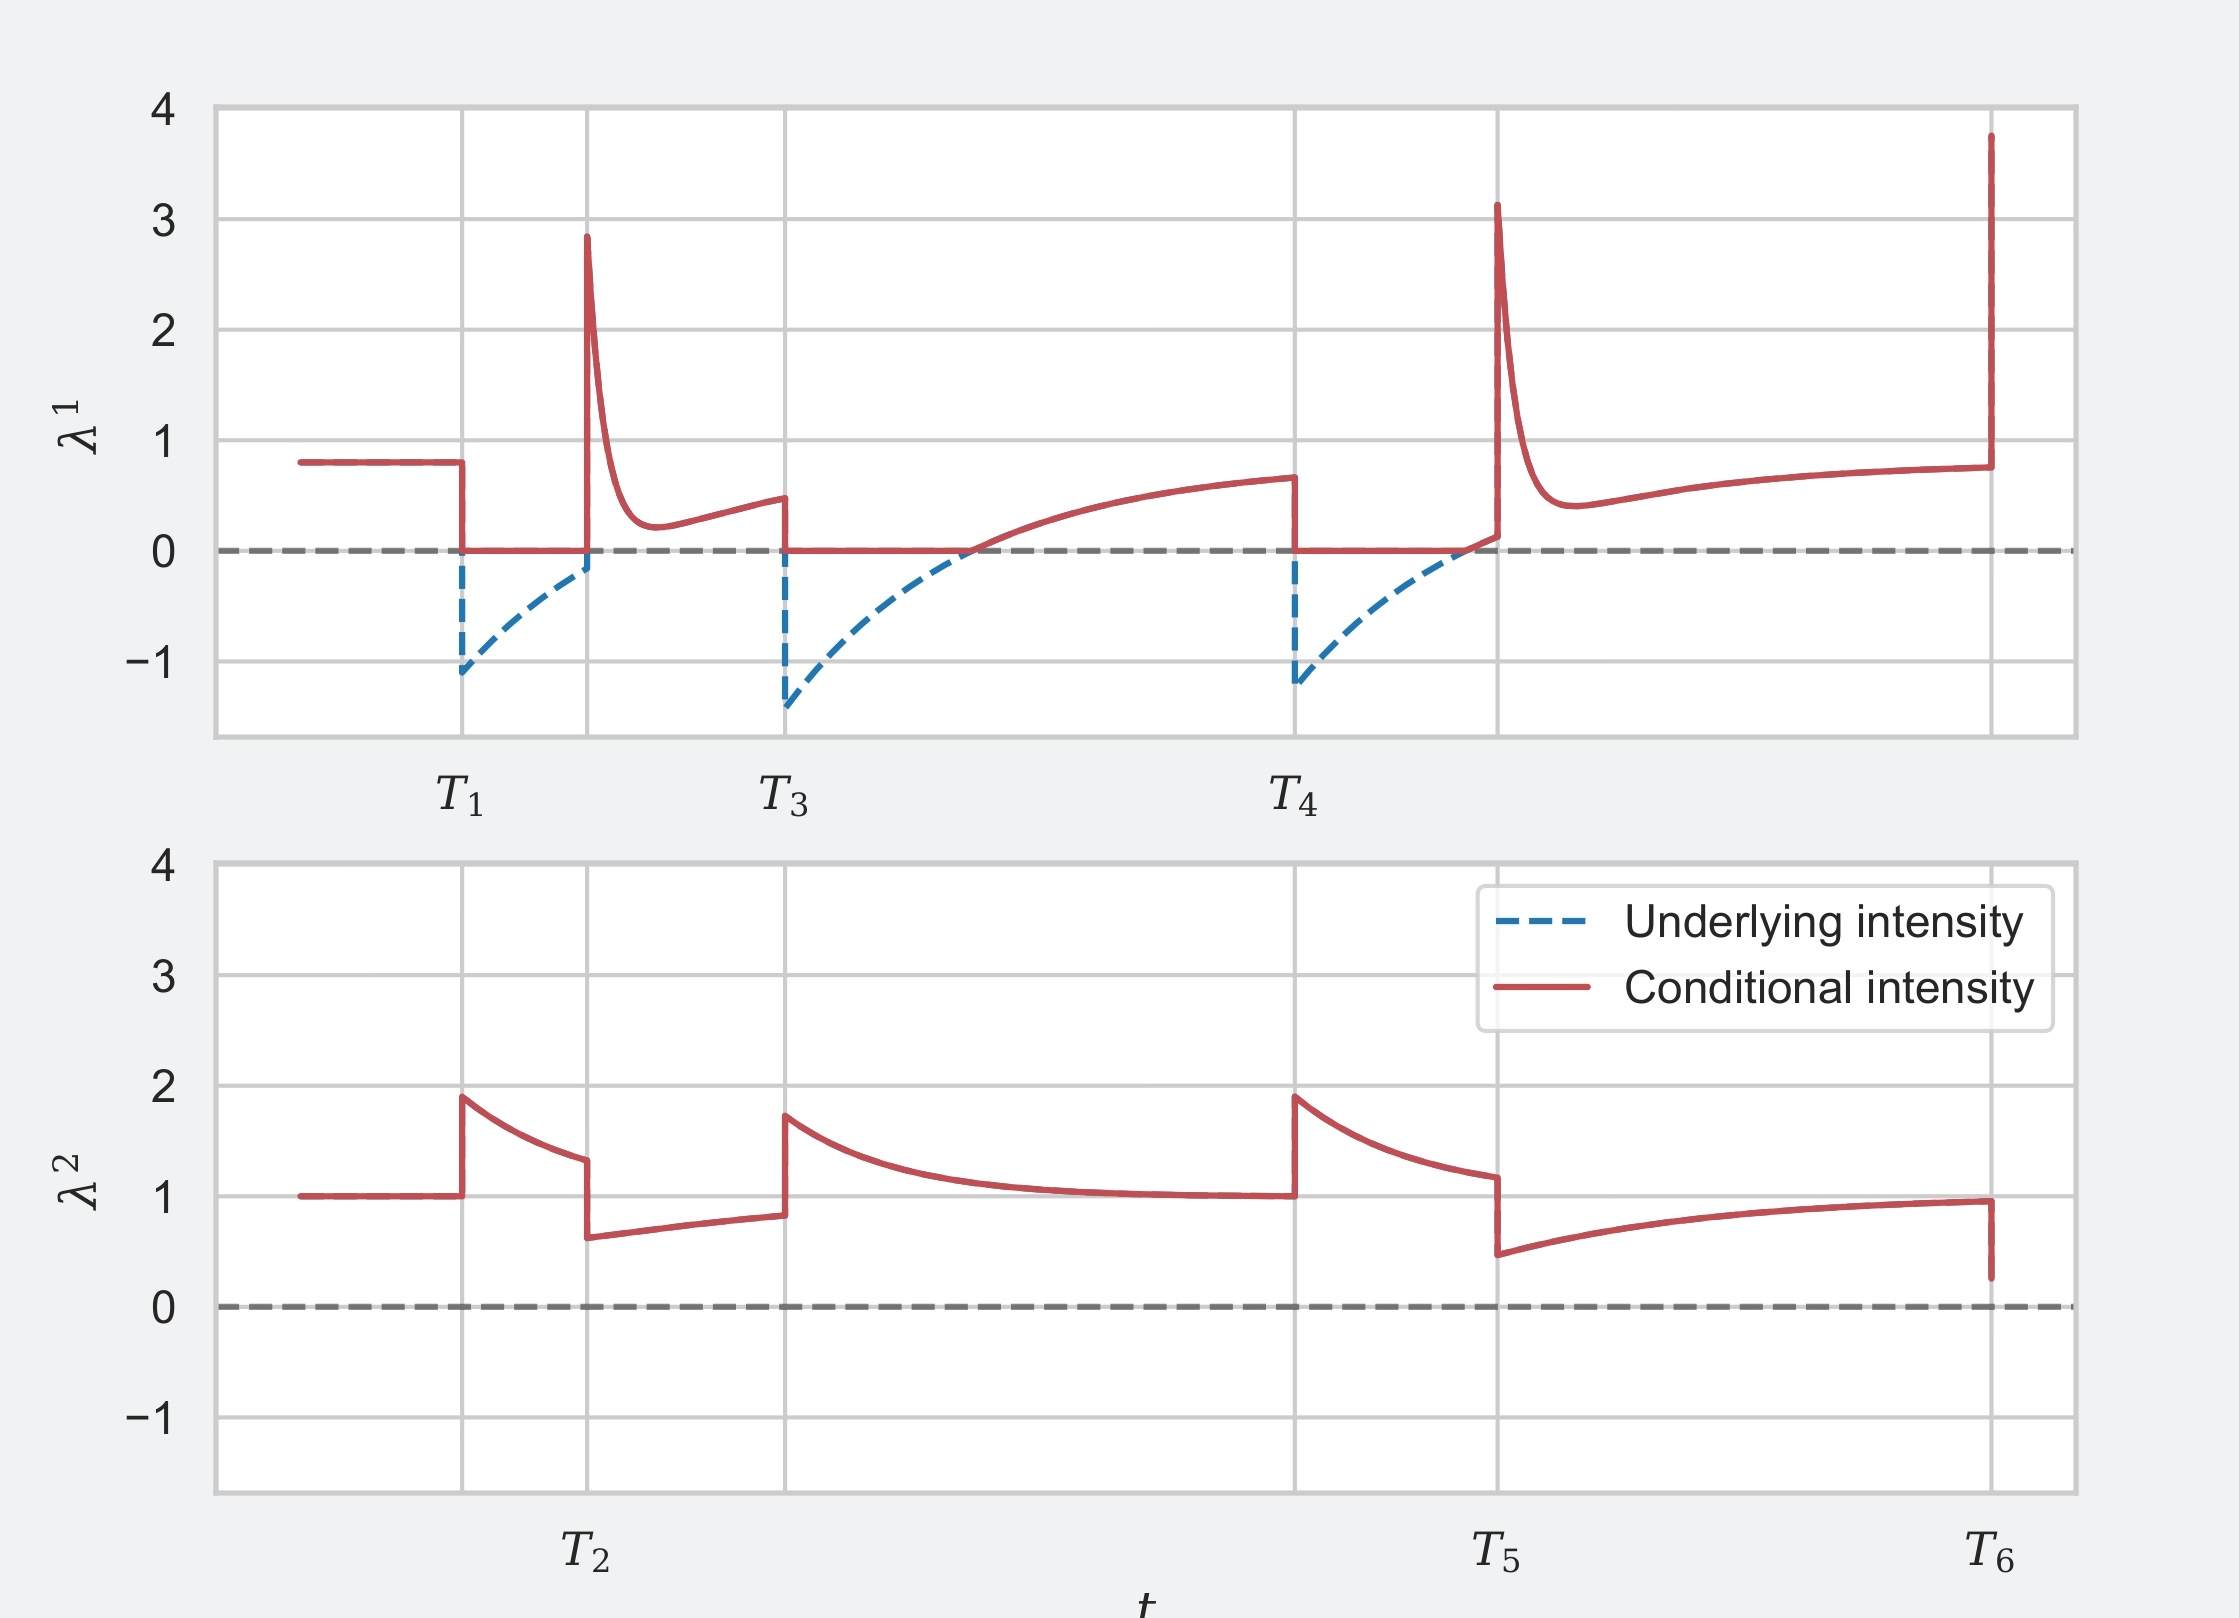 4
3
2
1
0
−1
λ¹
T₁ T₃ T₄
4
3
2
1
0
−1
λ²
Underlying intensity
Conditional intensity
T₂ T₅ T₆
t